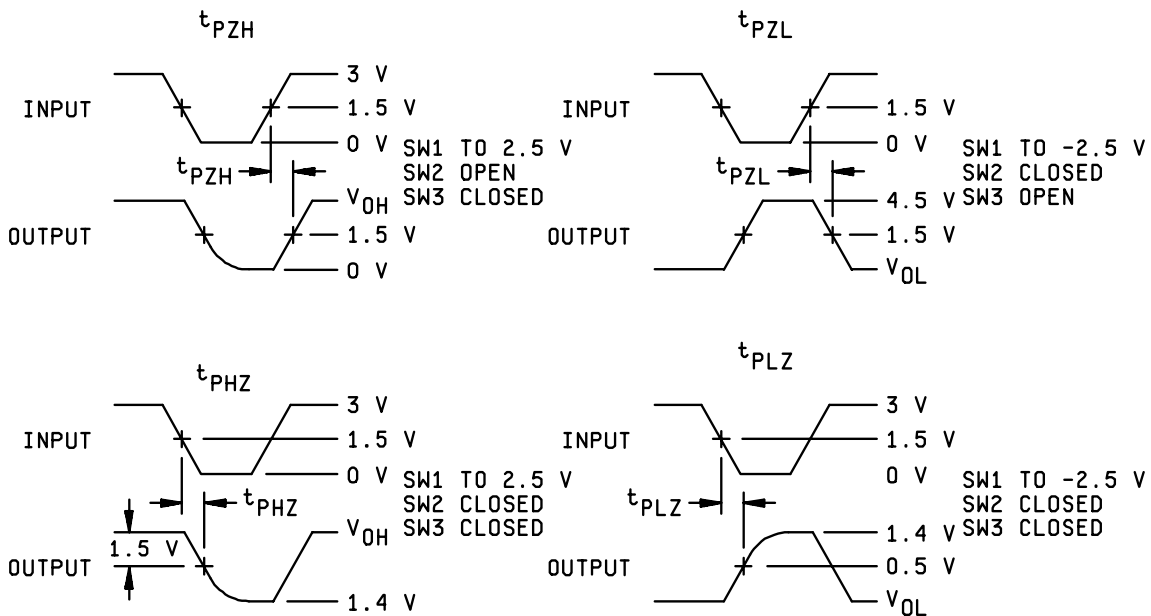 tPZH
3 V
INPUT
1.5 V
0 V
SW1 TO 2.5 V
SW2 OPEN
SW3 CLOSED
tPZH
VOH
OUTPUT
1.5 V
0 V
tPZL
INPUT
1.5 V
0 V
SW1 TO -2.5 V
SW2 CLOSED
SW3 OPEN
tPZL
4.5 V
OUTPUT
1.5 V
VOL
tPHZ
3 V
INPUT
1.5 V
0 V
SW1 TO 2.5 V
SW2 CLOSED
SW3 CLOSED
tPHZ
VOH
1.5 V
OUTPUT
1.4 V
tPLZ
3 V
INPUT
1.5 V
0 V
SW1 TO -2.5 V
SW2 CLOSED
SW3 CLOSED
tPLZ
1.4 V
OUTPUT
0.5 V
VOL